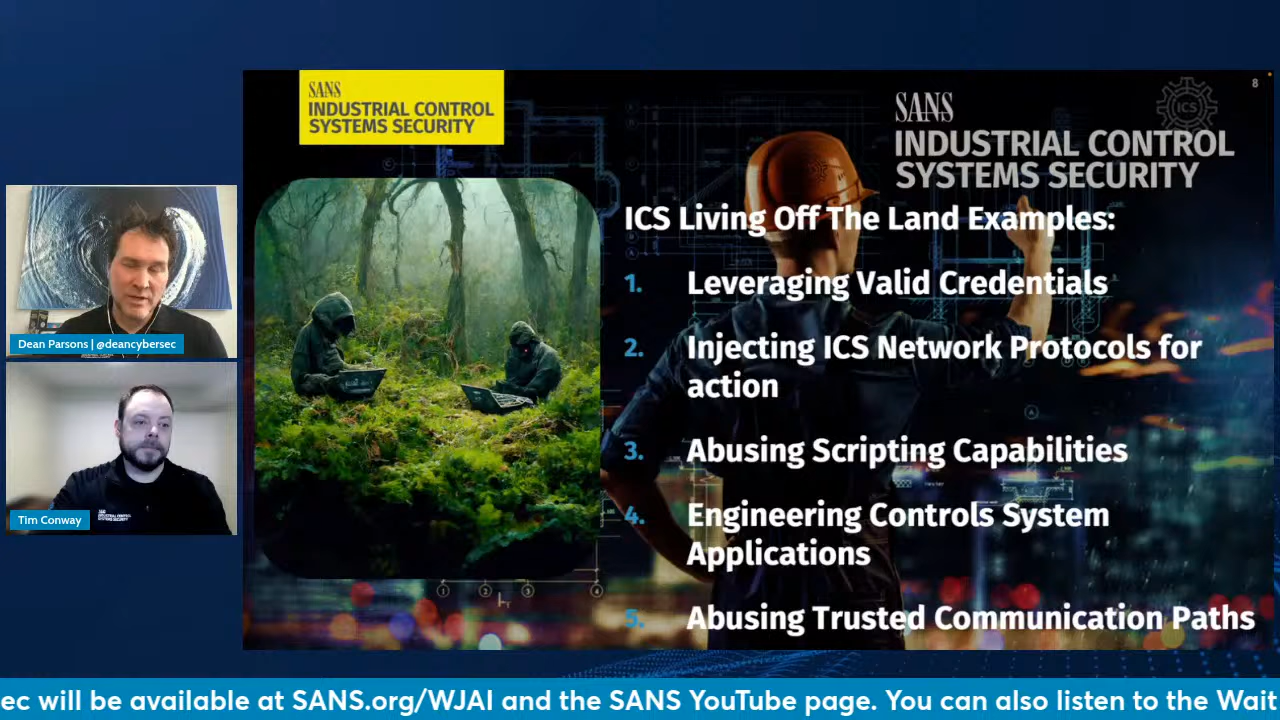 SANS
INDUSTRIAL CONTROL
SYSTEMS SECURITY
8
ICS
SANS
INDUSTRIAL CONTROL
SYSTEMS SECURITY
ICS Living Off The Land Examples:
1. Leveraging Valid Credentials
2. Injecting ICS Network Protocols for
action
3. Abusing Scripting Capabilities
4. Engineering Controls System
Applications
5. Abusing Trusted Communication Paths
Dean Parsons | @deancybersec
Tim Conway
ec will be available at SANS.org/WJAI and the SANS YouTube page. You can also listen to the Wait